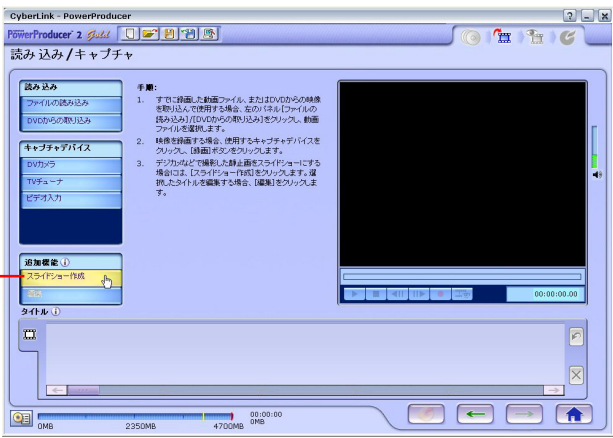 CyberLink - PowerProducer
PowerProducer 2 Gold
読み込み/キャプチャ
読み込み
ファイルの読み込み
DVDからの取り込み
キャプチャデバイス
DVカメラ
TVチューナ
ビデオ入力
追加機能
スライドショー作成
手順:
1. すでに録画した動画ファイル、またはDVDからの映像
を取り込んで使用する場合、左のパネル[ファイルの
読み込み]/[DVDからの取り込み]をクリックし、動画
ファイルを選択します。
2. 映像を録画する場合、使用するキャプチャデバイスを
クリックし、[録画]ボタンをクリックします。
3. デジカメなどで撮影した静止画をスライドショーにする
場合には、[スライドショー作成]をクリックします。選
択したタイトルを編集する場合、[編集]をクリックしま
す。
00:00:00.00
タイトル
00:00:00
0MB
0MB
2350MB
4700MB